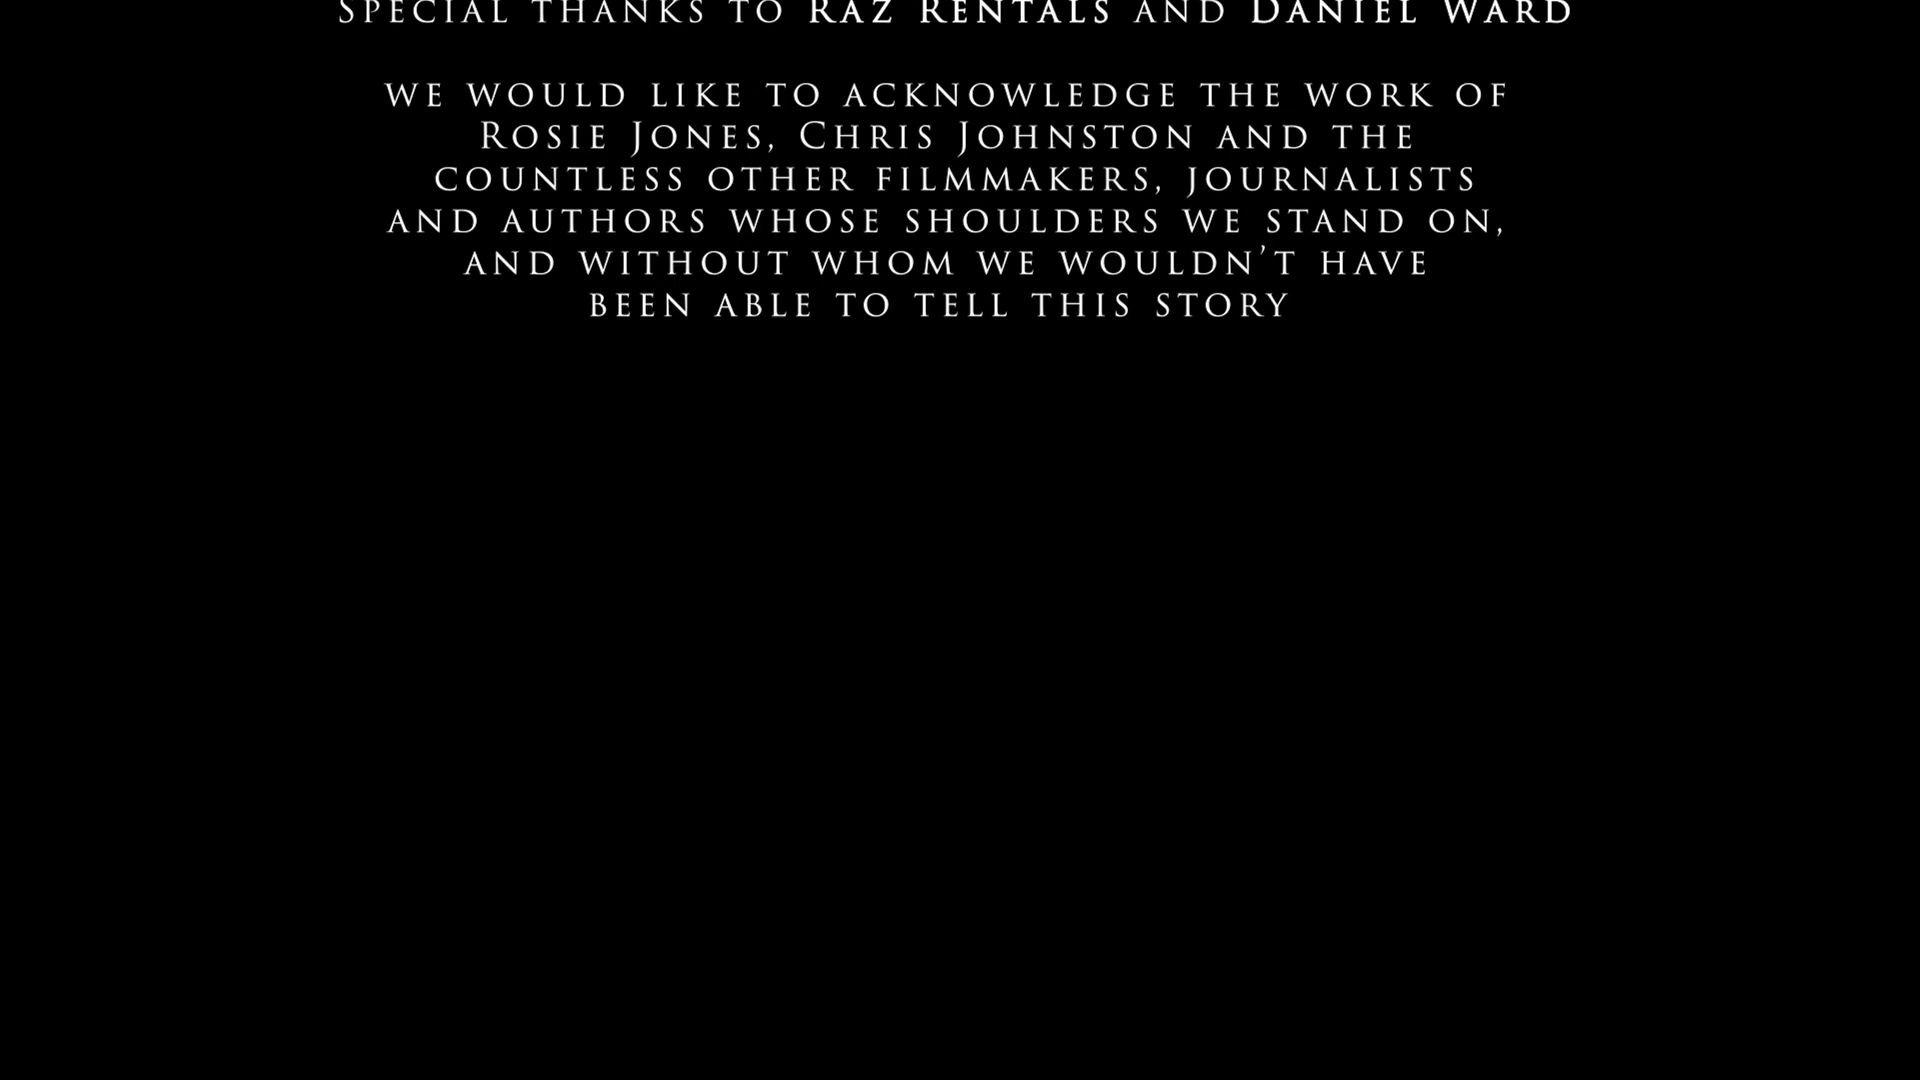 Special thanks to Raz Rentals and Daniel Ward
we would like to acknowledge the work of
Rosie Jones, Chris Johnston and the
countless other filmmakers, journalists
and authors whose shoulders we stand on,
and without whom we wouldn’t have
been able to tell this story